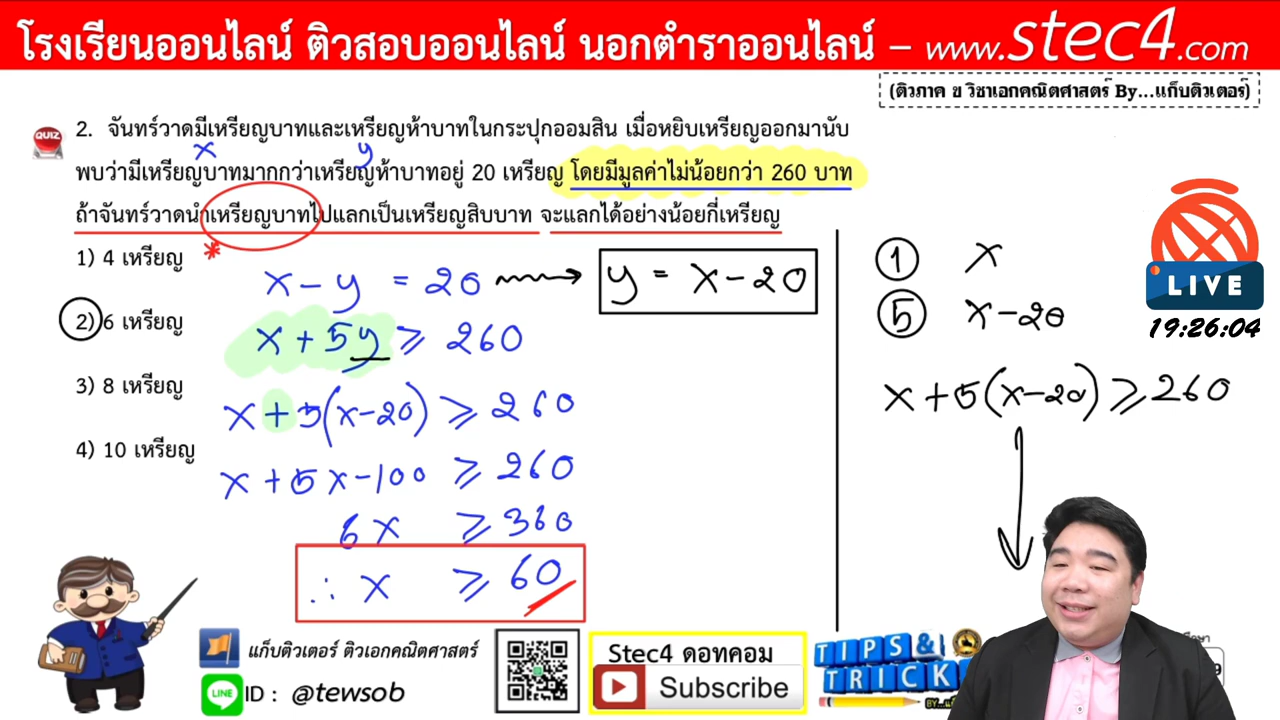 โรงเรียนออนไลน์ ติวสอบออนไลน์ นอกตำราออนไลน์ – www.stec4.com
(ติวภาค ข วิชาเอกคณิตศาสตร์ By...แก็บติวเตอร์)
QUIZ
2. จันทร์วาดมีเหรียญบาทและเหรียญห้าบาทในกระปุกออมสิน เมื่อหยิบเหรียญออกมานับ
x y
พบว่ามีเหรียญบาทมากกว่าเหรียญห้าบาทอยู่ 20 เหรียญ โดยมีมูลค่าไม่น้อยกว่า 260 บาท
ถ้าจันทร์วาดนำเหรียญบาทไปแลกเป็นเหรียญสิบบาท จะแลกได้อย่างน้อยกี่เหรียญ
1) 4 เหรียญ *
2) 6 เหรียญ
3) 8 เหรียญ
4) 10 เหรียญ
x - y = 20 → y = x - 20
x + 5y ≥ 260
x + 5(x - 20) ≥ 260
x + 5x - 100 ≥ 260
6x ≥ 360
∴ x ≥ 60
① x
⑤ x - 20
x + 5(x - 20) ≥ 260
LIVE
19:26:04
แก็บติวเตอร์ ติวเอกคณิตศาสตร์
LINE ID : @tewsob
Stec4 ดอทคอม
Subscribe
TIPS &
TRICK